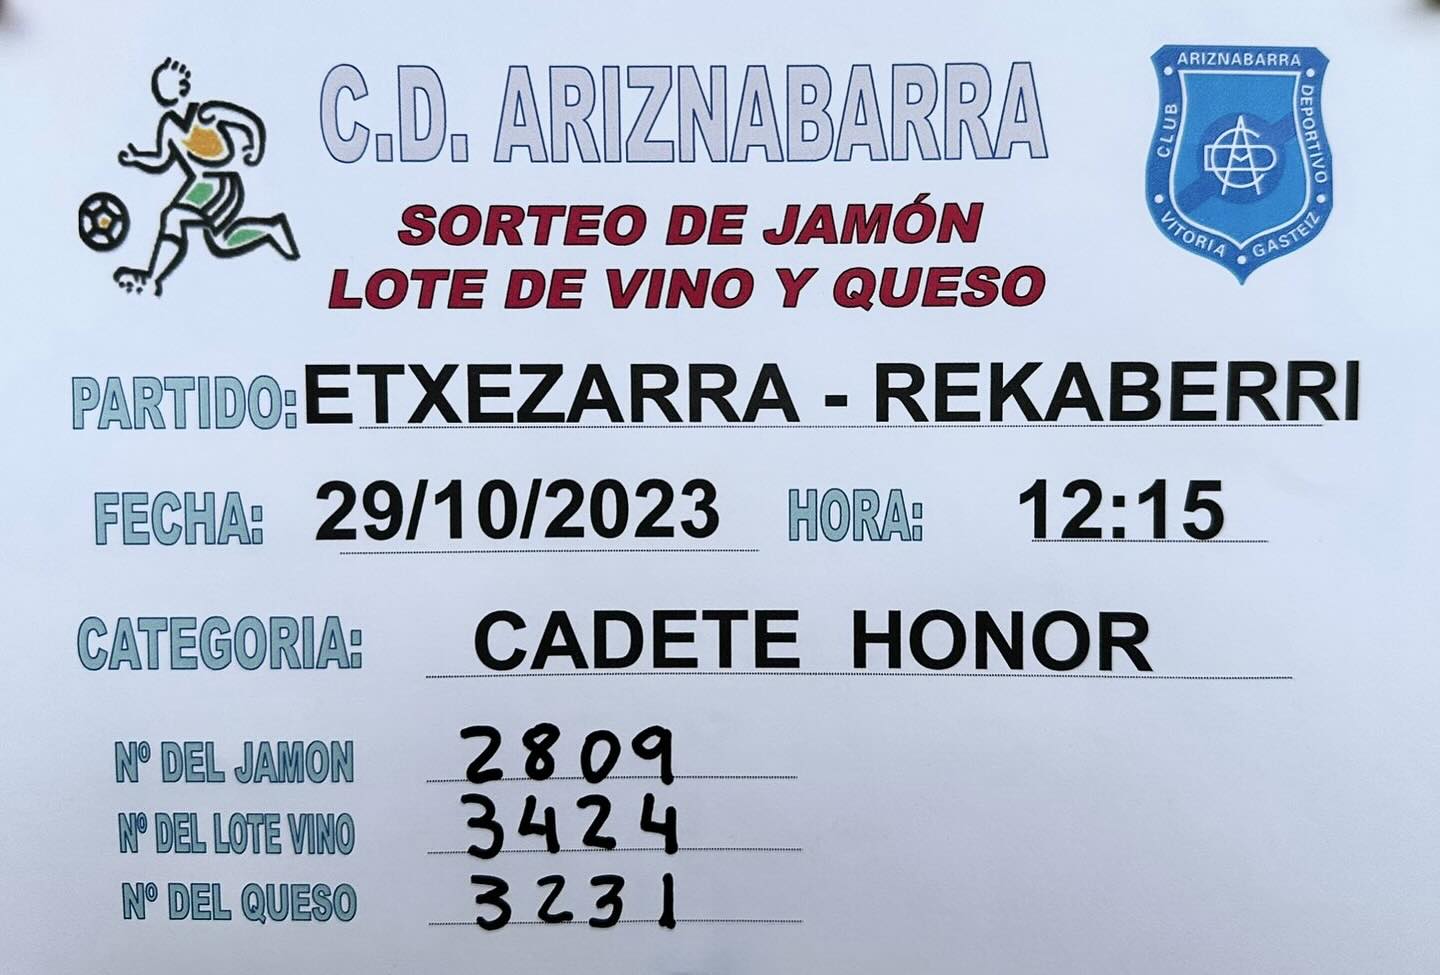 C.D. ARIZNABARRA
ARIZNABARRA
CLUB
DEPORTIVO
VITORIA
GASTEIZ
SORTEO DE JAMÓN
LOTE DE VINO Y QUESO
PARTIDO: ETXEZARRA - REKABERRI
FECHA: 29/10/2023 HORA: 12:15
CATEGORIA: CADETE HONOR
Nº DEL JAMON 2809
Nº DEL LOTE VINO 3424
Nº DEL QUESO 3231